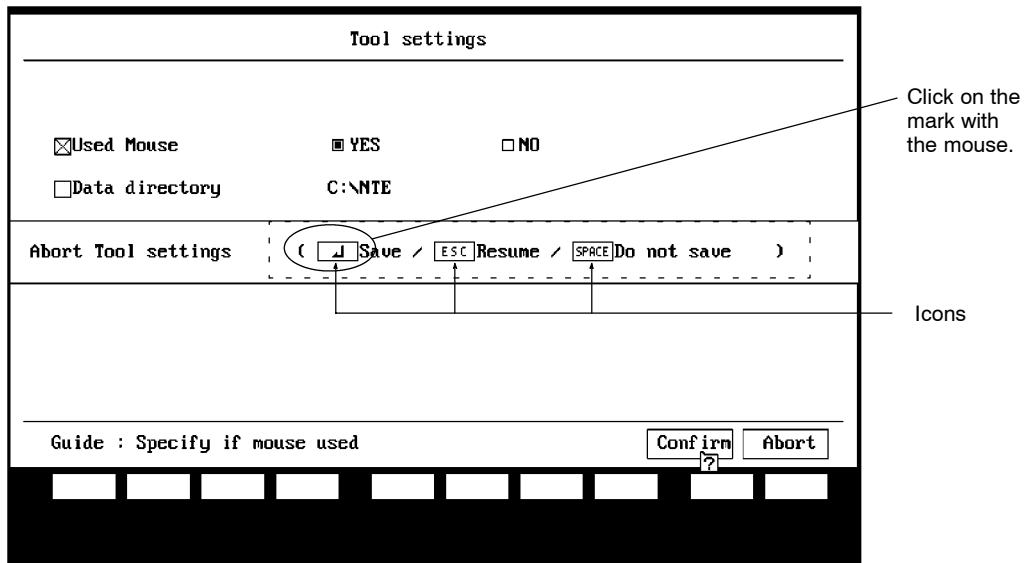 Tool settings
Click on the
mark with
the mouse.
Used Mouse YES NO
Data directory C:\NTE
Abort Tool settings ( ↵ Save / ESC Resume / SPACE Do not save )
Icons
Guide : Specify if mouse used Confirm Abort
?